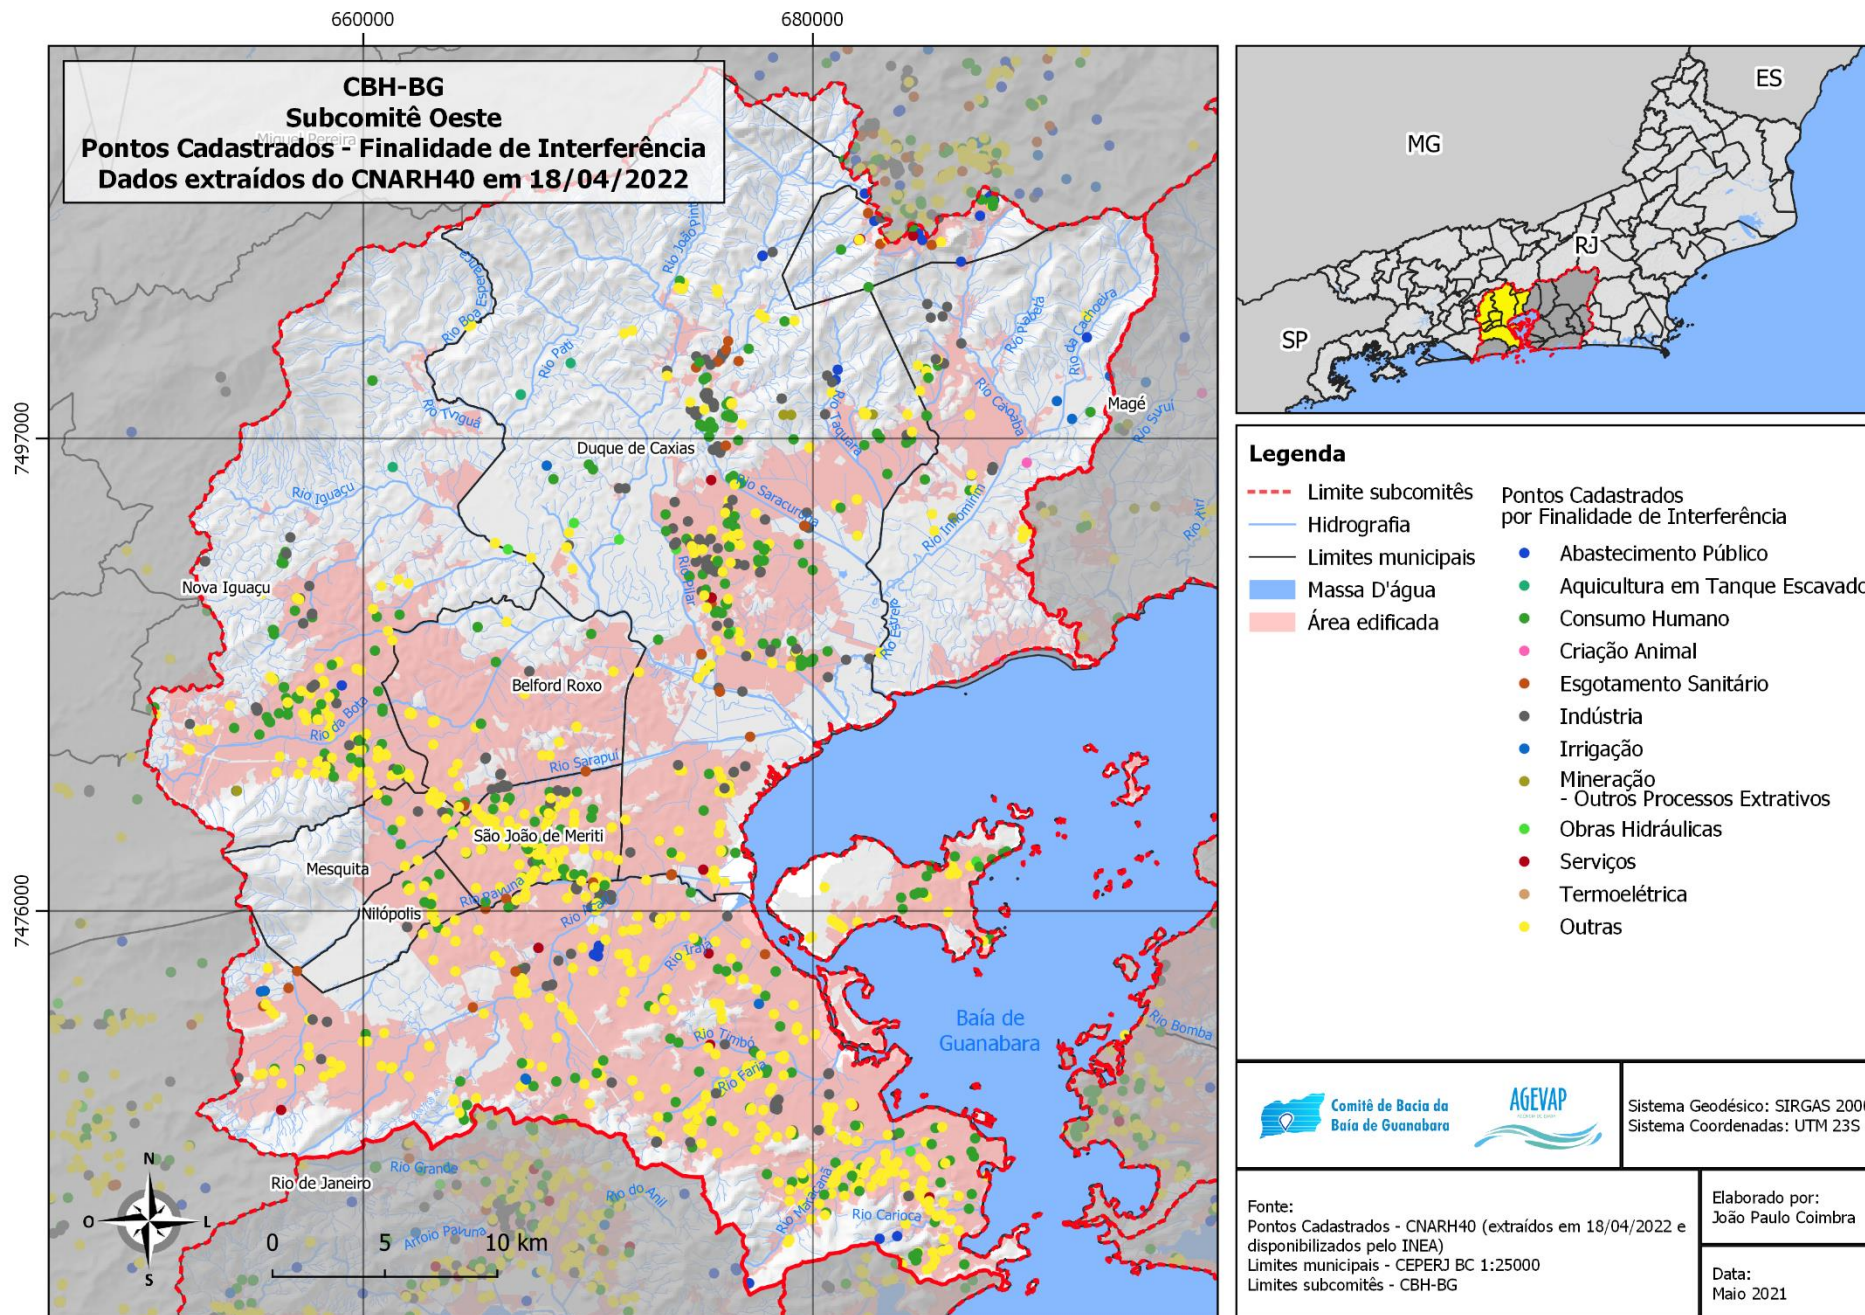 660000
680000
CBH-BG
Subcomitê Oeste
Pontos Cadastrados - Finalidade de Interferência
Dados extraídos do CNARH40 em 18/04/2022
Miguel Pereira
7497000
7476000
Rio João Pinto
Rio Boa Esperança
Rio Pati
Rio Tinguá
Rio Iguaçu
Duque de Caxias
Rio Taquara
Rio Piabetá
Rio da Cachoeira
Rio Caioaba
Magé
Rio Suruí
Rio Saracuruna
Rio Inhomirim
Rio Iriri
Rio Pilar
Rio Estrela
Nova Iguaçu
Belford Roxo
Rio da Bota
Rio Sarapuí
São João de Meriti
Mesquita
Nilópolis
Rio Pavuna
Rio Acari
Rio Irajá
Rio Timbó
Rio Faria
Baía de
Guanabara
Rio Bomba
Rio Grande
Rio de Janeiro
Rio do Anil
Arroio Pavuna
Rio Maracanã
Rio Carioca
N
O
L
S
0 5 10 km
ES
MG
RJ
SP
Legenda
Limite subcomitês
Hidrografia
Limites municipais
Massa D'água
Área edificada
Pontos Cadastrados
por Finalidade de Interferência
Abastecimento Público
Aquicultura em Tanque Escavado
Consumo Humano
Criação Animal
Esgotamento Sanitário
Indústria
Irrigação
Mineração
- Outros Processos Extrativos
Obras Hidráulicas
Serviços
Termoelétrica
Outras
Comitê de Bacia da
Baía de Guanabara
AGEVAP
Sistema Geodésico: SIRGAS 2000
Sistema Coordenadas: UTM 23S
Fonte:
Pontos Cadastrados - CNARH40 (extraídos em 18/04/2022 e
disponibilizados pelo INEA)
Limites municipais - CEPERJ BC 1:25000
Limites subcomitês - CBH-BG
Elaborado por:
João Paulo Coimbra
Data:
Maio 2021